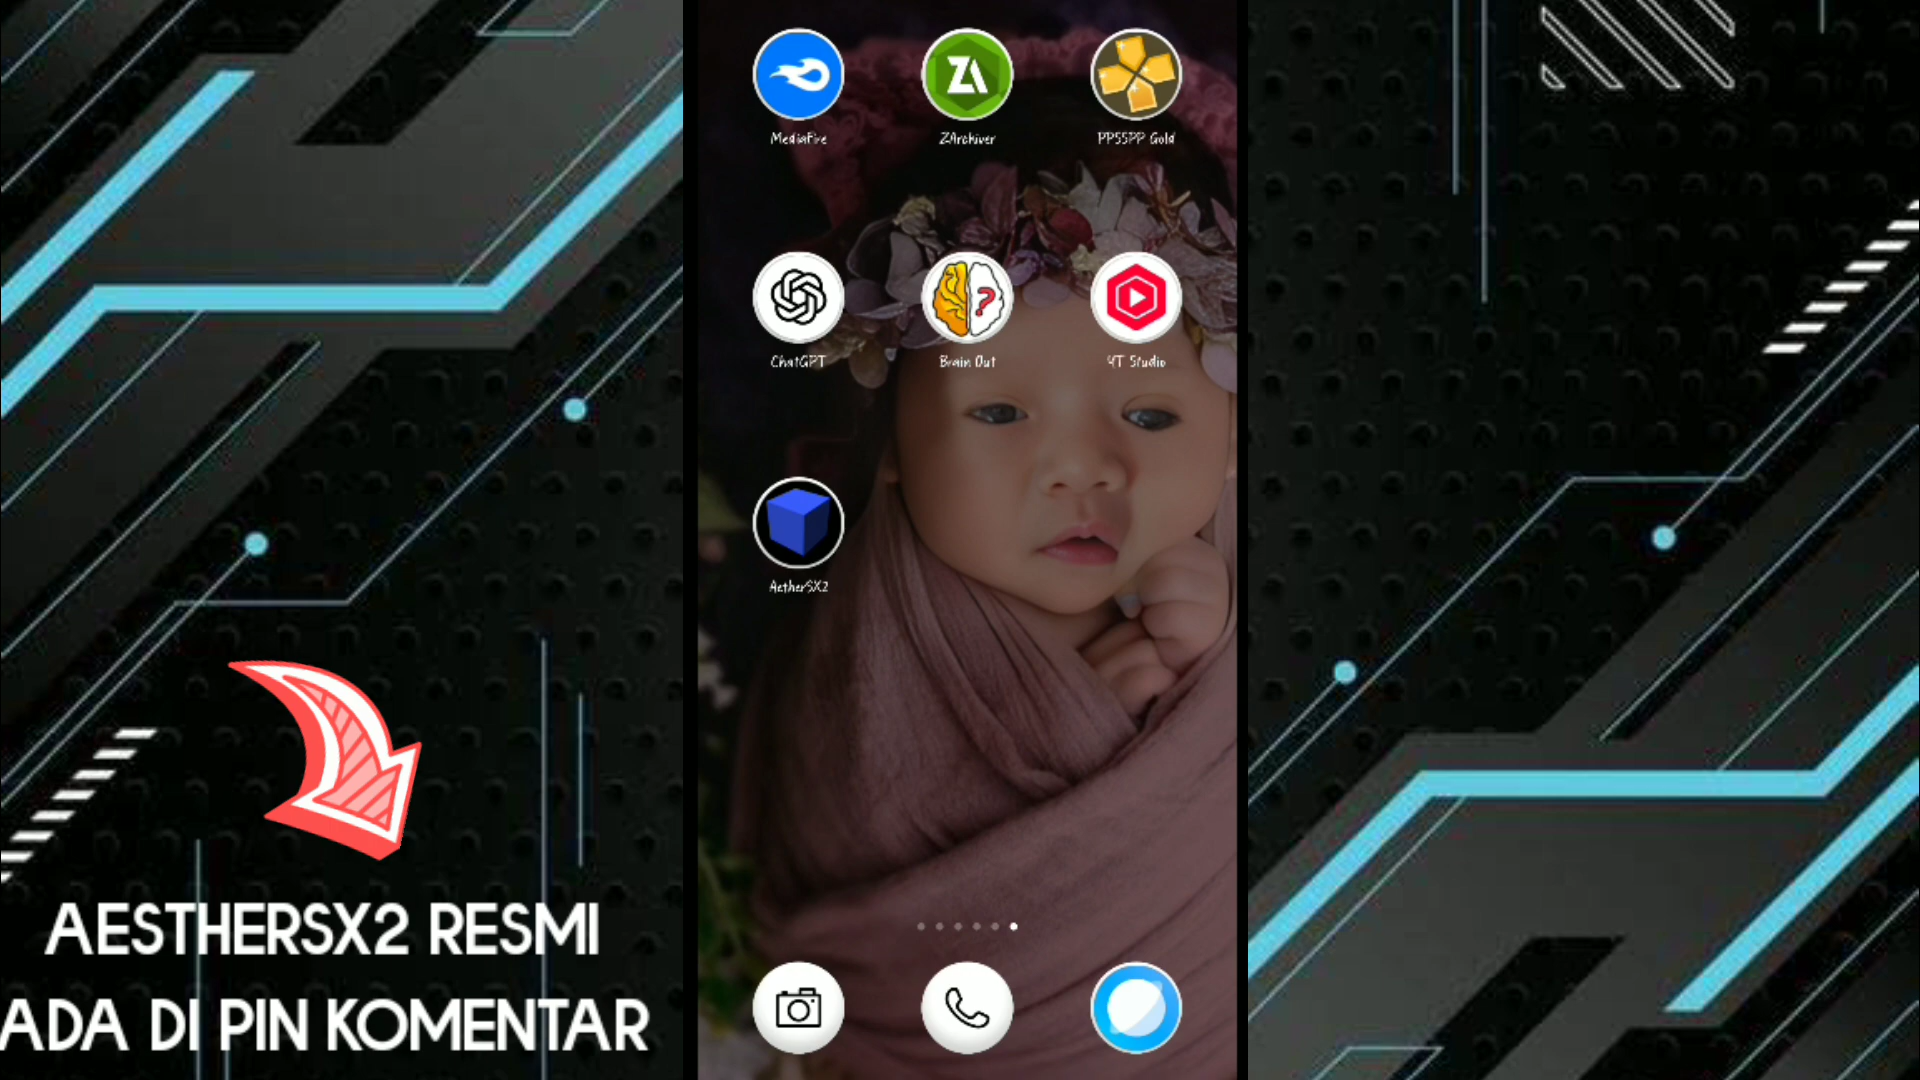 MediaFire
ZArchiver
PPSSPP Gold
ChatGPT
Brain Out
YT Studio
AetherSX2
AESTHERSX2 RESMI
ADA DI PIN KOMENTAR